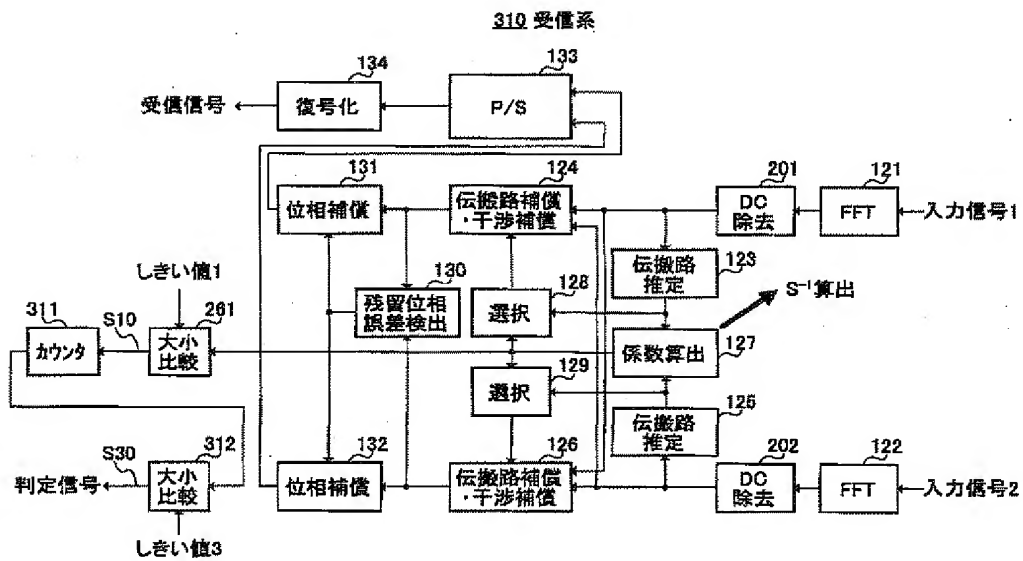 310 受信系
134
133
受信信号
復号化
P/S
131
124
201
121
位相補償
伝搬路補償
・干渉補償
DC
除去
FFT
入力信号1
123
伝搬路
推定
しきい値1
130
128
S⁻¹算出
311
S10
261
残留位相
誤差検出
選択
カウンタ
大小
比較
係数算出
127
129
選択
125
伝搬路
推定
S30
312
132
126
202
122
判定信号
大小
比較
位相補償
伝搬路補償
・干渉補償
DC
除去
FFT
入力信号2
しきい値3